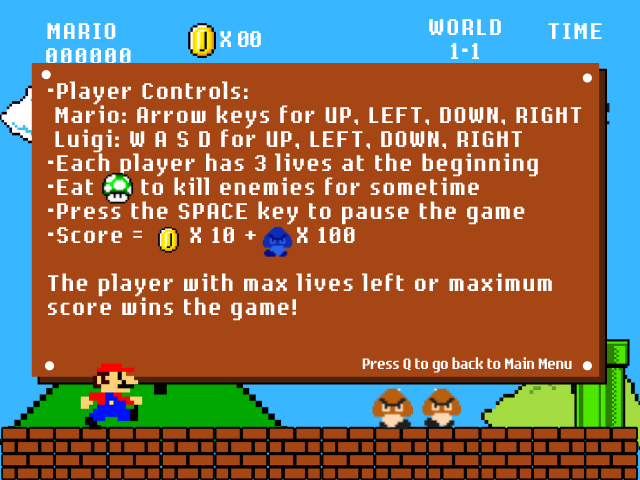 MARIO
000000
X 00
WORLD
1-1
TIME
-Player Controls:
Mario: Arrow keys for UP, LEFT, DOWN, RIGHT
Luigi: W A S D for UP, LEFT, DOWN, RIGHT
-Each player has 3 lives at the beginning
-Eat to kill enemies for sometime
-Press the SPACE key to pause the game
-Score = X 10 + X 100
The player with max lives left or maximum
score wins the game!
Press Q to go back to Main Menu